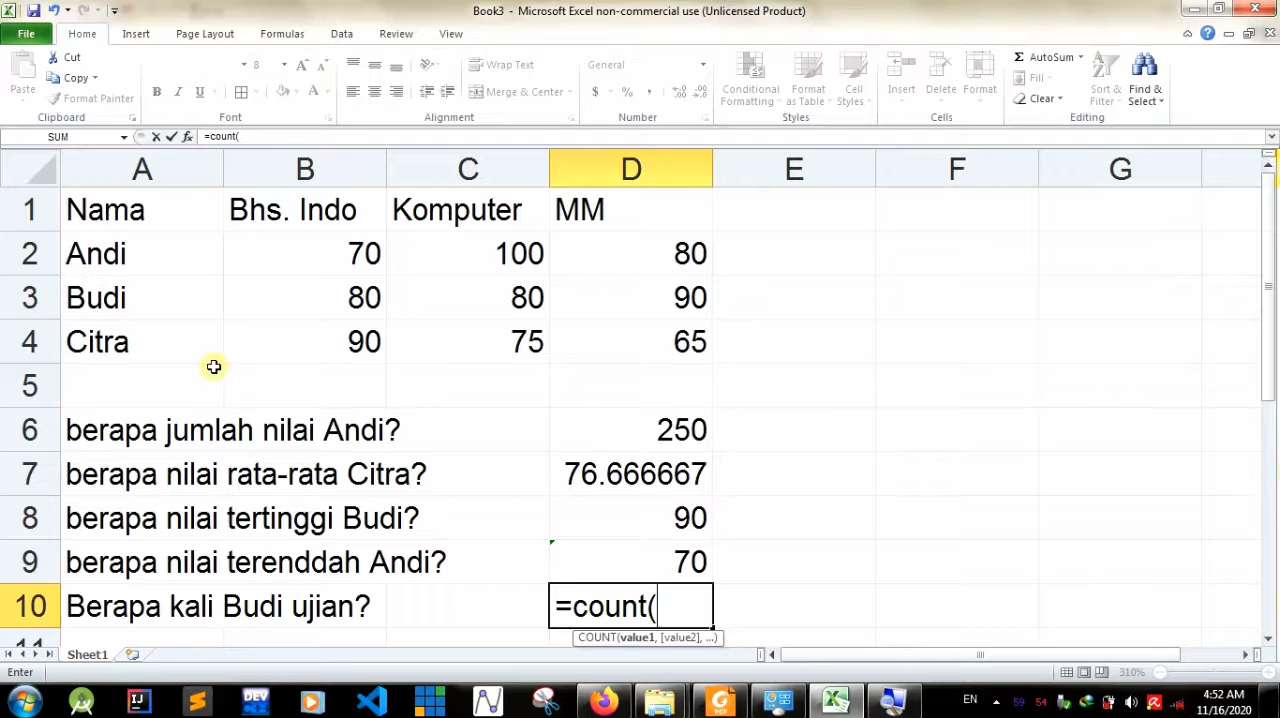 Book3 - Microsoft Excel non-commercial use (Unlicensed Product)
File Home Insert Page Layout Formulas Data Review View
Cut
Copy
Format Painter
Paste
Clipboard
8
B I U
Font
Wrap Text
Merge & Center
Alignment
General
$ % ,
Number
Conditional Formatting
Format as Table
Cell Styles
Styles
Insert Delete Format
Cells
AutoSum
Fill
Clear
Sort & Filter
Find & Select
Editing
SUM =count(
A B C D E F G
1 Nama Bhs. Indo Komputer MM
2 Andi 70 100 80
3 Budi 80 80 90
4 Citra 90 75 65
5
6 berapa jumlah nilai Andi? 250
7 berapa nilai rata-rata Citra? 76.666667
8 berapa nilai tertinggi Budi? 90
9 berapa nilai terenddah Andi? 70
10 Berapa kali Budi ujian? =count(
COUNT(value1, [value2], ...)
Sheet1
Enter 310%
EN 59 54 4:52 AM
11/16/2020